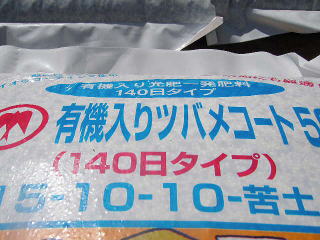 有機入り元肥一発肥料
140日タイプ
有機入りツバメコート
(140日タイプ)
15-10-10-苦土